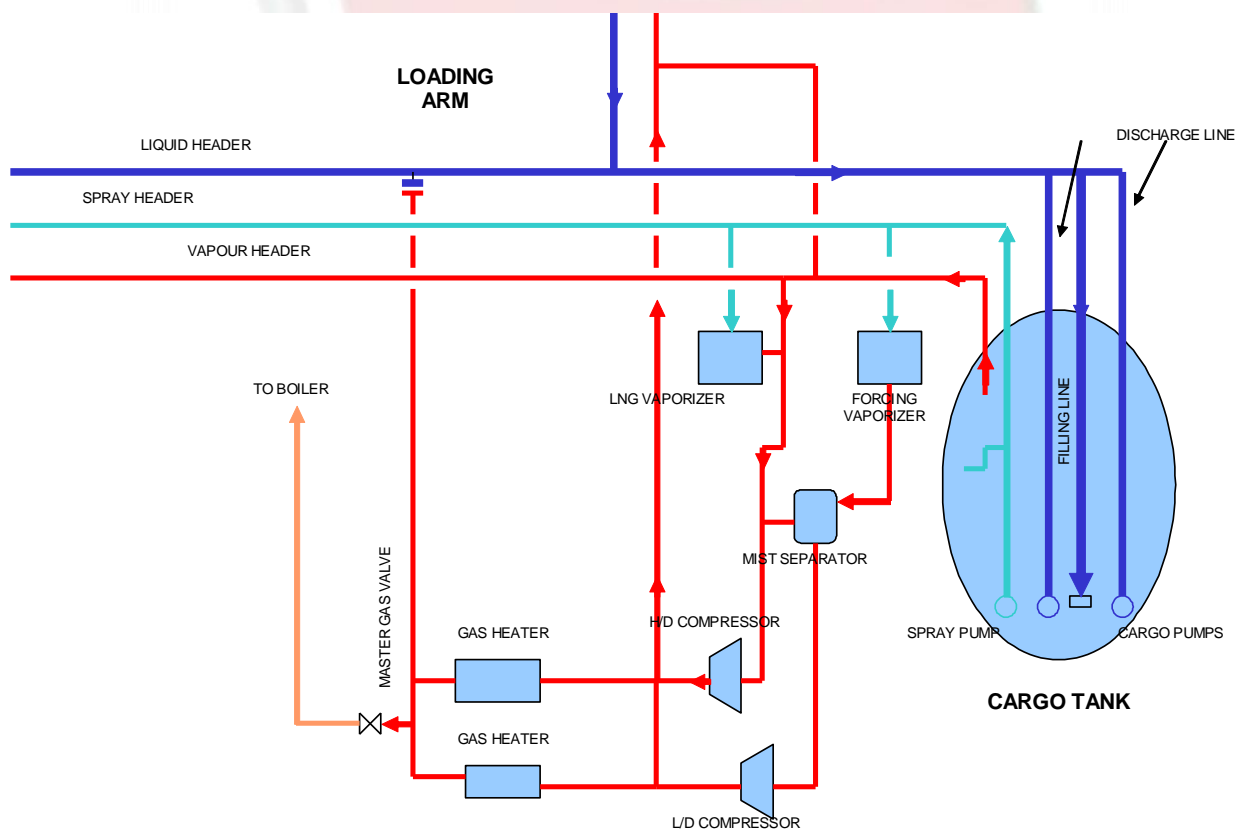 LOADING
ARM
DISCHARGE LINE
LIQUID HEADER
SPRAY HEADER
VAPOUR HEADER
TO BOILER
LNG VAPORIZER
FORCING
VAPORIZER
FILLING LINE
MASTER GAS VALVE
MIST SEPARATOR
GAS HEATER
H/D COMPRESSOR
SPRAY PUMP
CARGO PUMPS
CARGO TANK
GAS HEATER
L/D COMPRESSOR